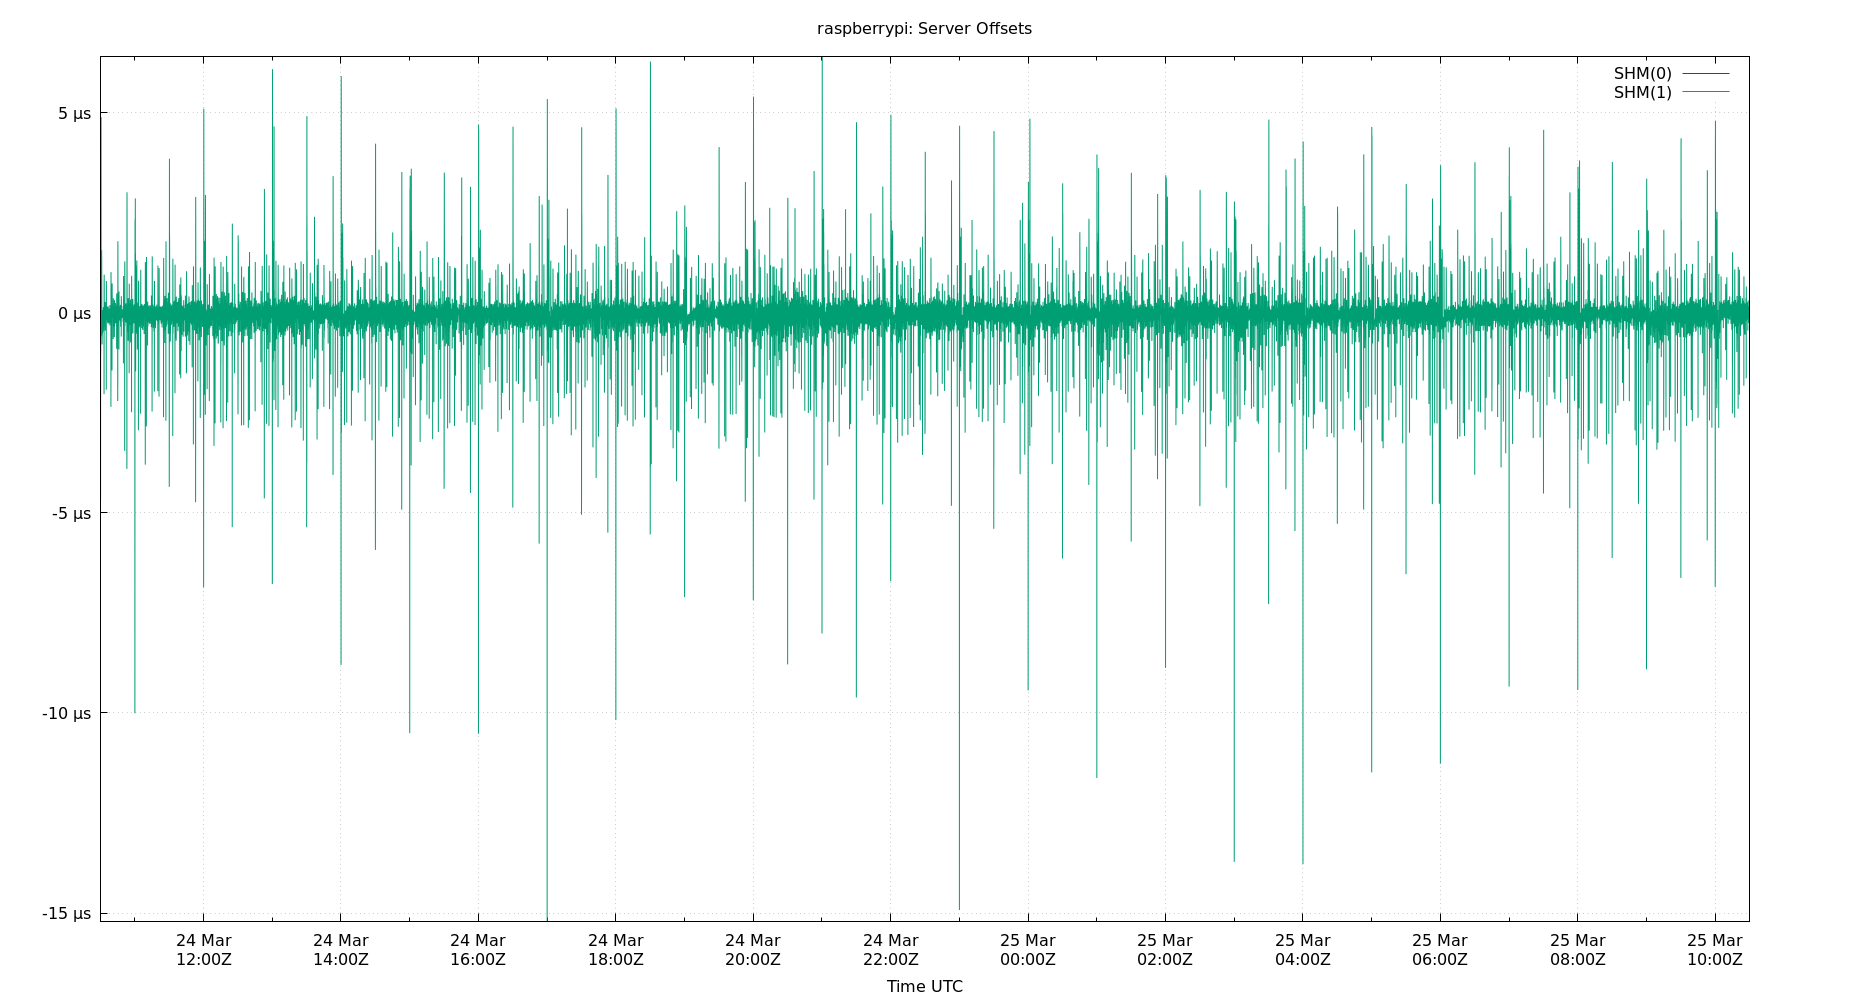 raspberrypi: Server Offsets
SHM(0)
SHM(1)
5 µs
0 µs
-5 µs
-10 µs
-15 µs
24 Mar 24 Mar 24 Mar 24 Mar 24 Mar 24 Mar 25 Mar 25 Mar 25 Mar 25 Mar 25 Mar 25 Mar
12:00Z 14:00Z 16:00Z 18:00Z 20:00Z 22:00Z 00:00Z 02:00Z 04:00Z 06:00Z 08:00Z 10:00Z
Time UTC